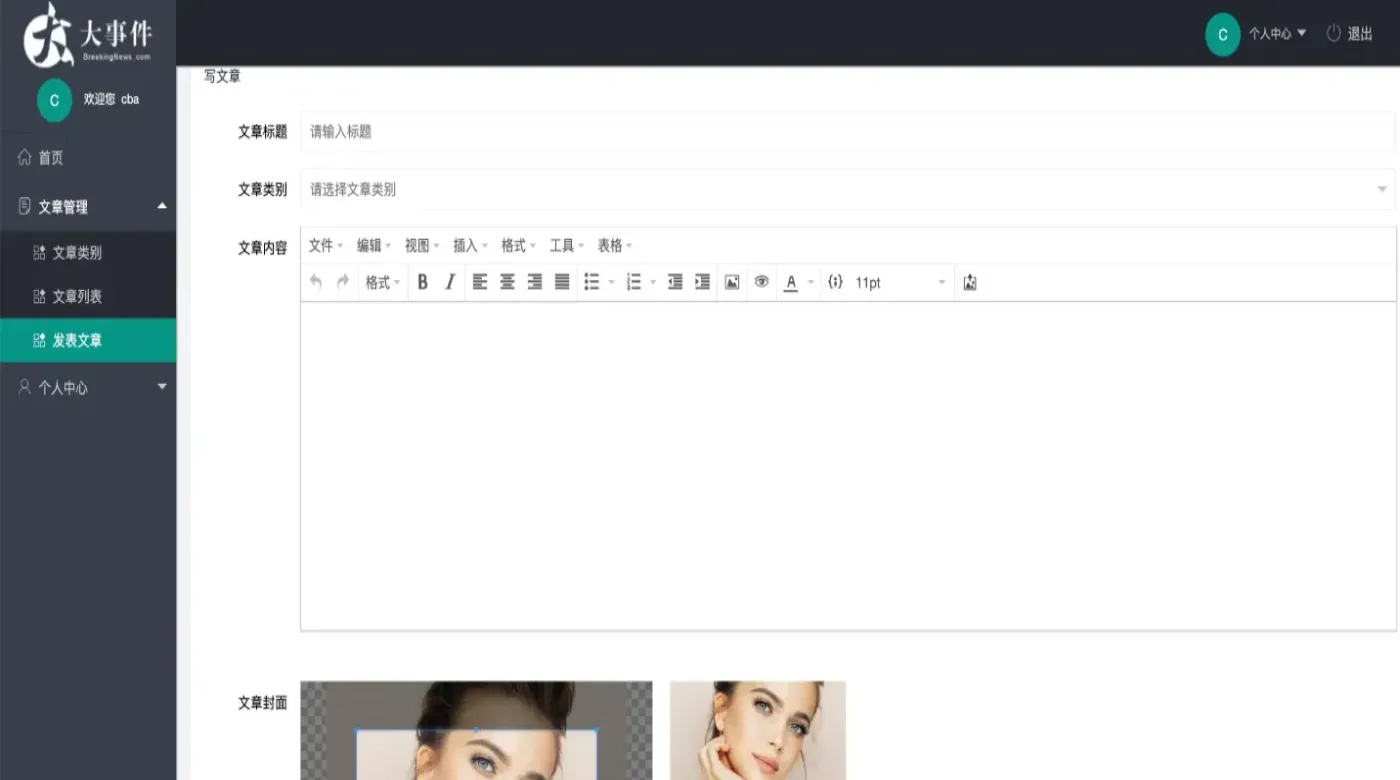 大事件
BreakingNews.com
C 个人中心 退出
C 欢迎您 cba
首页
文章管理
文章类别
文章列表
发表文章
个人中心
写文章
文章标题 请输入标题
文章类别 请选择文章类别
文章内容 文件 编辑 视图 插入 格式 工具 表格
格式 B I A {;} 11pt
文章封面